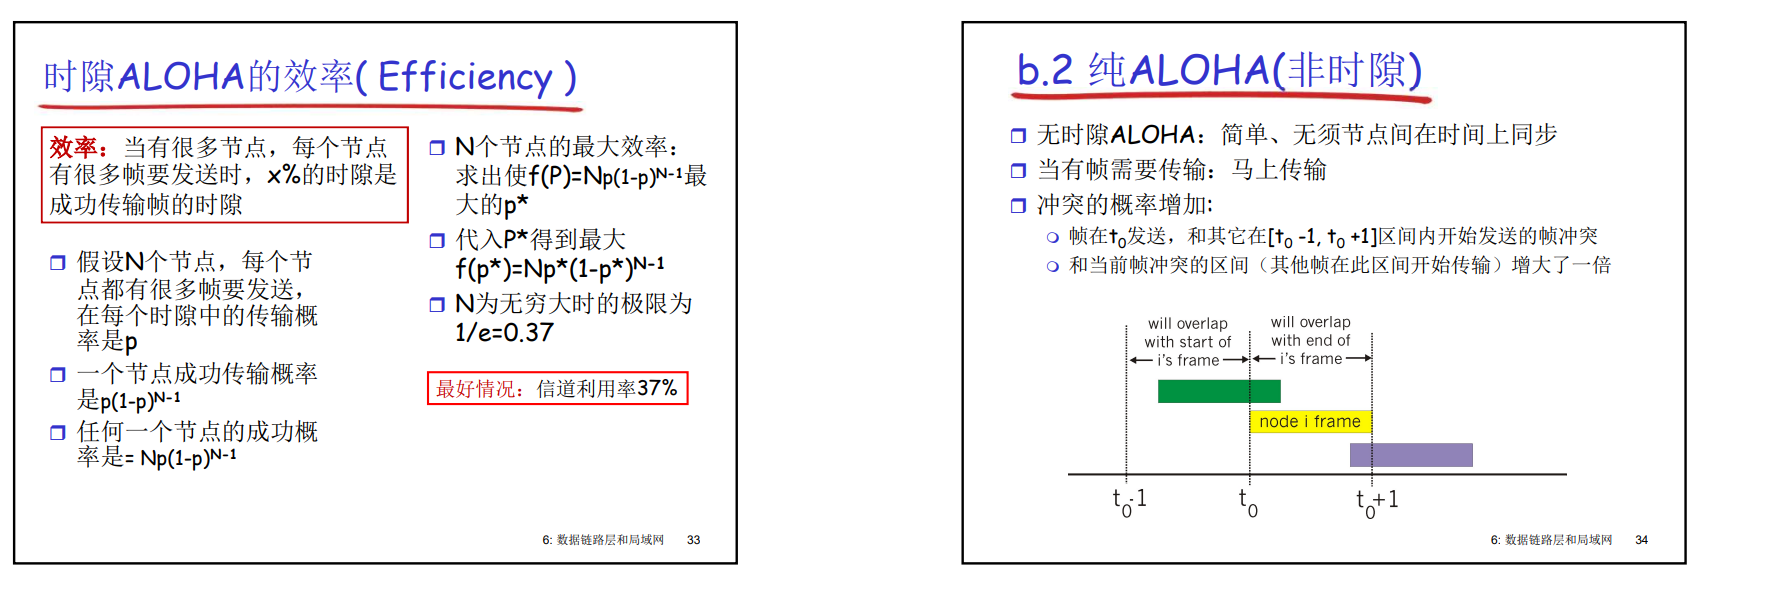 时隙ALOHA的效率( Efficiency )
效率：当有很多节点，每个节点
有很多帧要发送时，x%的时隙是
成功传输帧的时隙
假设N个节点，每个节
点都有很多帧要发送，
在每个时隙中的传输概
率是p
一个节点成功传输概率
是p(1-p)ᴺ⁻¹
任何一个节点的成功概
率是= Np(1-p)ᴺ⁻¹
N个节点的最大效率：
求出使f(P)=Np(1-p)ᴺ⁻¹最
大的p*
代入P*得到最大
f(p*)=Np*(1-p*)ᴺ⁻¹
N为无穷大时的极限为
1/e=0.37
最好情况：信道利用率37%
6: 数据链路层和局域网 33
b.2 纯ALOHA(非时隙)
无时隙ALOHA：简单、无须节点间在时间上同步
当有帧需要传输：马上传输
冲突的概率增加:
帧在t₀发送，和其它在[t₀ -1, t₀ +1]区间内开始发送的帧冲突
和当前帧冲突的区间（其他帧在此区间开始传输）增大了一倍
will overlap
with start of
i's frame
will overlap
with end of
i's frame
node i frame
t₀-1
t₀
t₀+1
6: 数据链路层和局域网 34